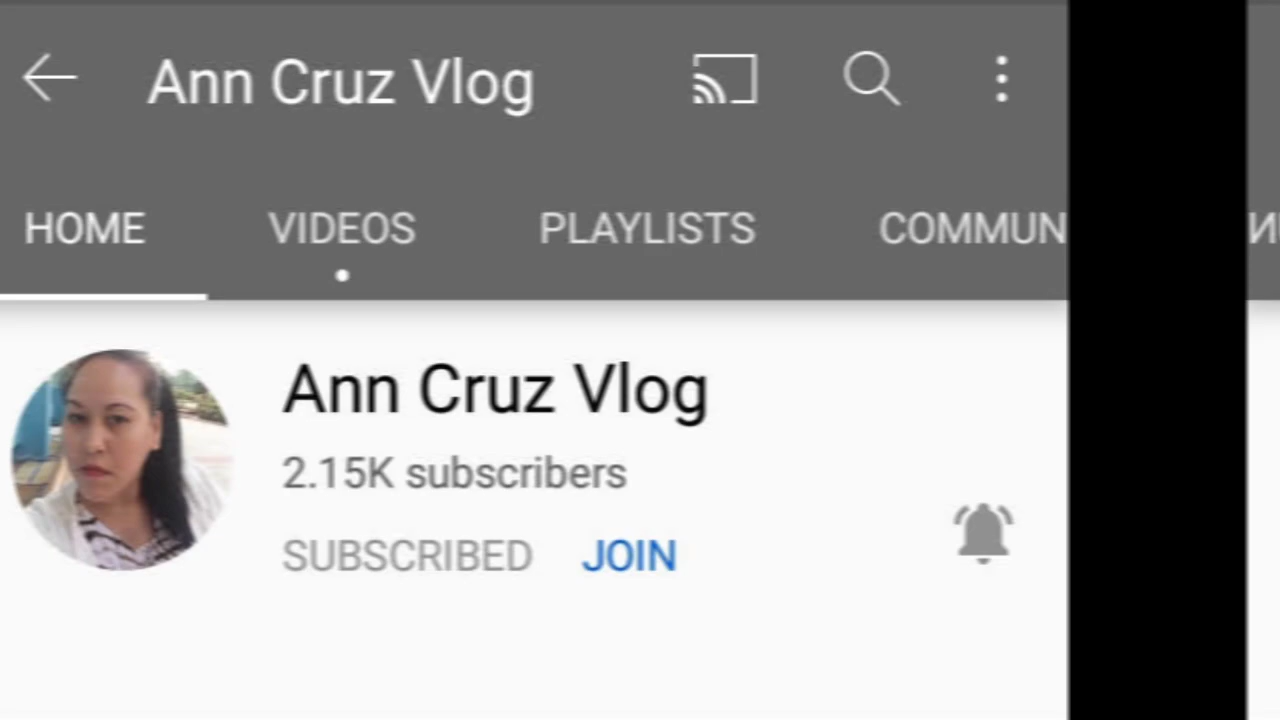 Ann Cruz Vlog
HOME VIDEOS PLAYLISTS COMMUN
Ann Cruz Vlog
2.15K subscribers
SUBSCRIBED JOIN